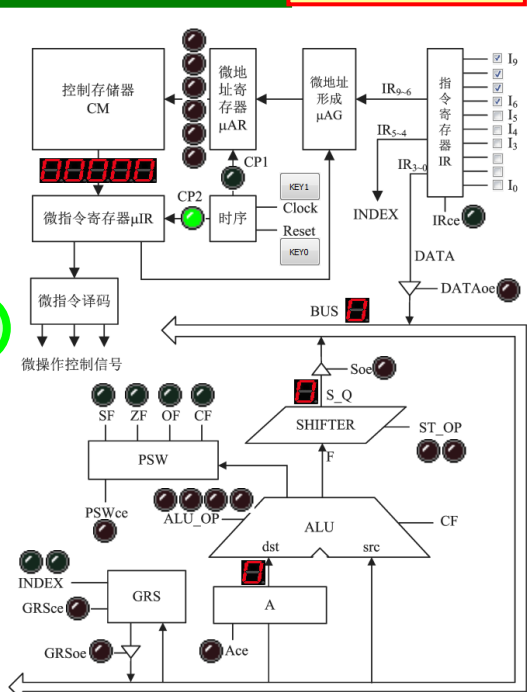 控制存储器
CM
微地
址寄
存器
μAR
微地址
形成
μAG
IR9~6
指
令
寄
存
器
IR
I9
I6
I5
I4
I3
I0
IR5~4
IR3~0
CP1
00000
CP2
KEY1
Clock
微指令寄存器μIR
时序
Reset
KEY0
INDEX
IRce
DATA
微指令译码
DATAoe
BUS
0
微操作控制信号
Soe
0
S_Q
SF
ZF
OF
CF
SHIFTER
ST_OP
F
PSW
PSWce
ALU_OP
ALU
CF
dst
src
INDEX
0
GRS
A
GRSce
GRSoe
Ace